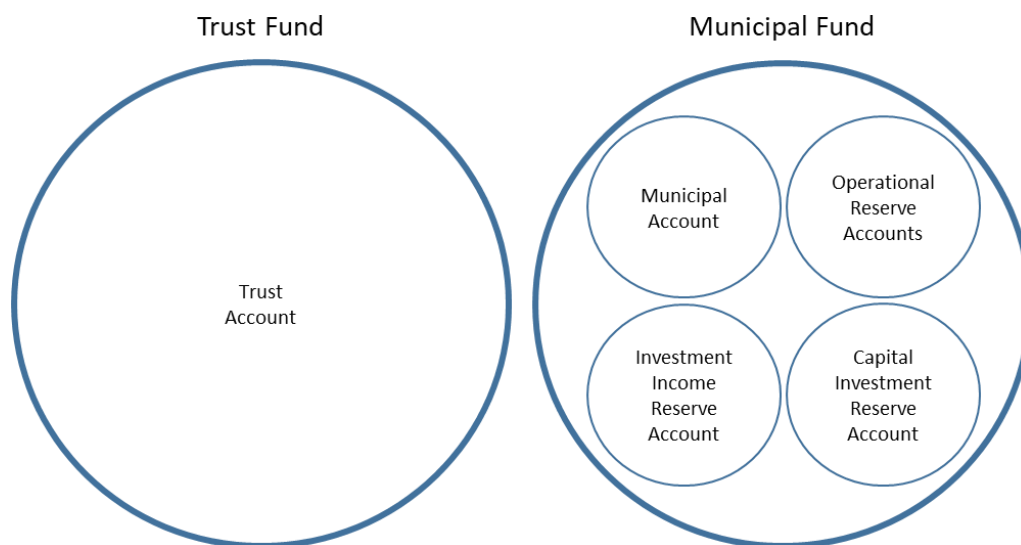 Trust Fund
Municipal Fund
Trust
Account
Municipal
Account
Operational
Reserve
Accounts
Investment
Income
Reserve
Account
Capital
Investment
Reserve
Account